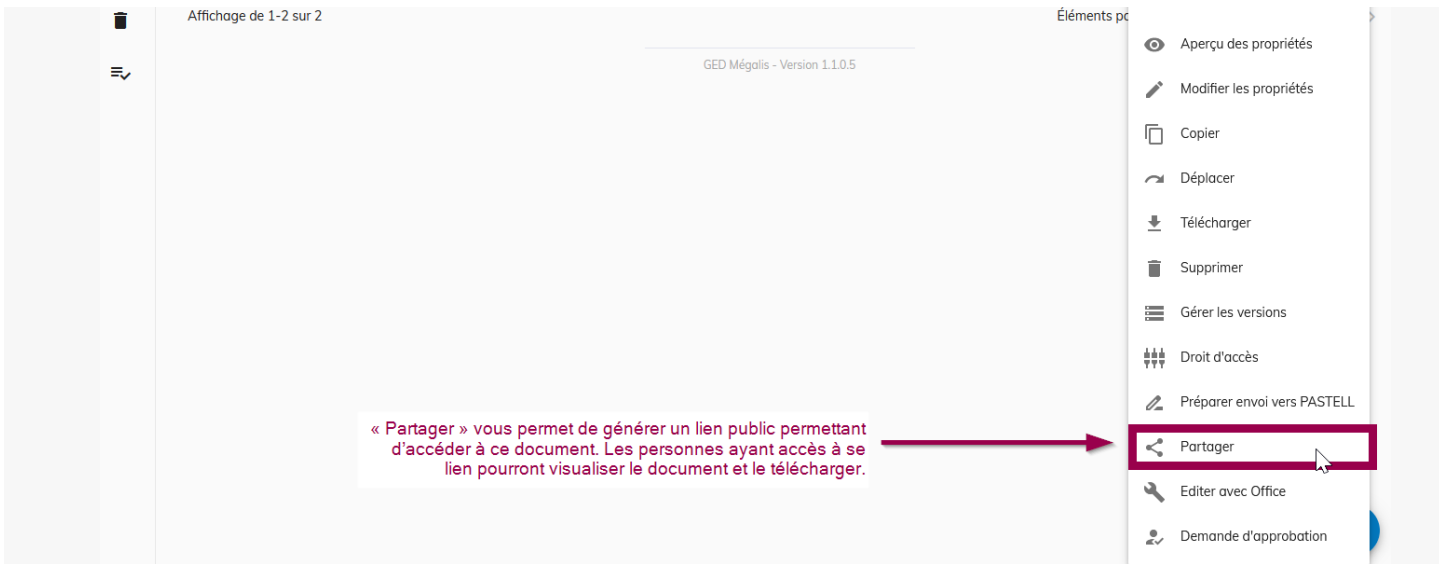 Affichage de 1-2 sur 2
Éléments pa
GED Mégalis - Version 1.1.0.5
Aperçu des propriétés
Modifier les propriétés
Copier
Déplacer
Télécharger
Supprimer
Gérer les versions
Droit d'accès
Préparer envoi vers PASTELL
« Partager » vous permet de générer un lien public permettant
d'accéder à ce document. Les personnes ayant accès à se
lien pourront visualiser le document et le télécharger.
Partager
Editer avec Office
Demande d'approbation